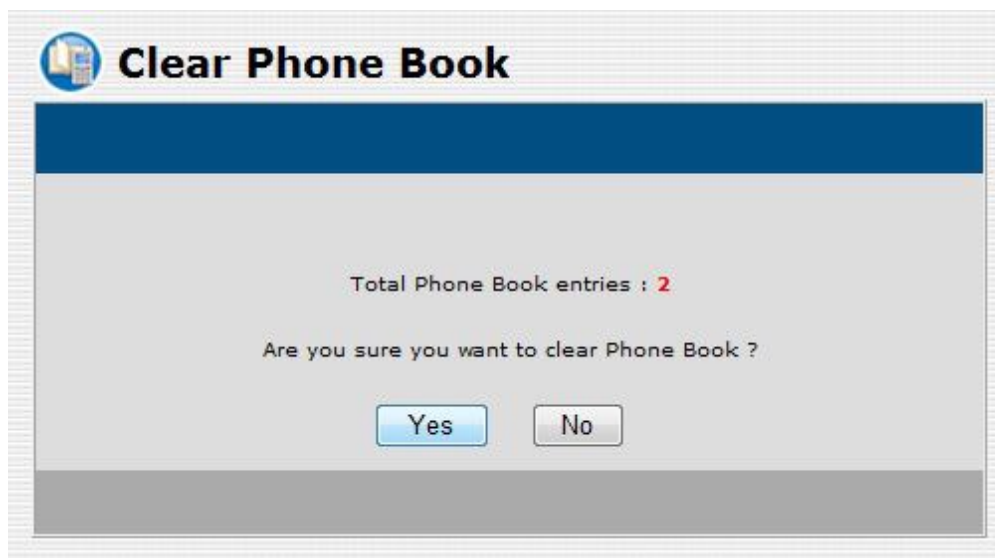 Clear Phone Book
Total Phone Book entries : 2
Are you sure you want to clear Phone Book ?
Yes No